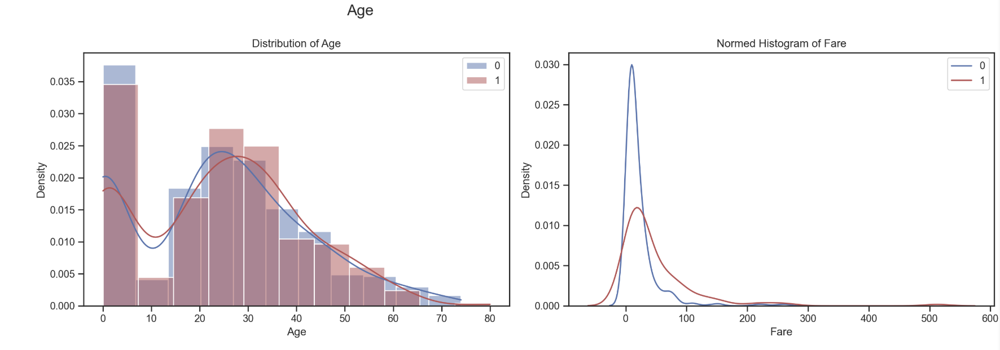 Age
Distribution of Age
0
1
0.035
0.030
0.025
0.020
0.015
0.010
0.005
0.000
Density
0 10 20 30 40 50 60 70 80
Age
Normed Histogram of Fare
0
1
0.030
0.025
0.020
0.015
0.010
0.005
0.000
Density
0 100 200 300 400 500 600
Fare